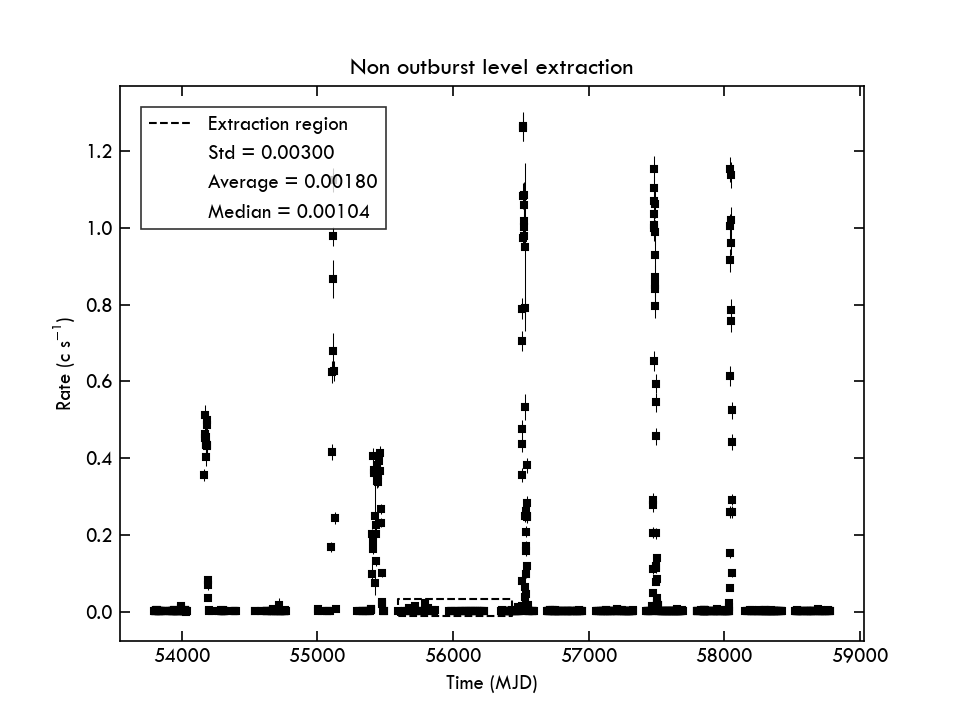 Non outburst level extraction
Extraction region
Std = 0.00300
Average = 0.00180
Median = 0.00104
1.2
1.0
0.8
0.6
0.4
0.2
0.0
Rate (c s⁻¹)
54000 55000 56000 57000 58000 59000
Time (MJD)